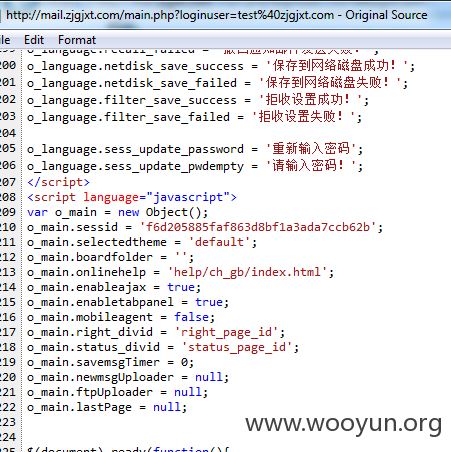 http://mail.zjgjxt.com/main.php?loginuser=test%40zjgjxt.com - Original Source
le Edit Format
200 o_language.netdisk_save_success = '保存到网络磁盘成功！';
201 o_language.netdisk_save_failed = '保存到网络磁盘失败！';
202 o_language.filter_save_success = '拒收设置成功！';
203 o_language.filter_save_failed = '拒收设置失败！';
204
205 o_language.sess_update_password = '重新输入密码';
206 o_language.sess_update_pwdempty = '请输入密码！';
207 </script>
208 <script language="javascript">
209 var o_main = new Object();
210 o_main.sessid = 'f6d205885faf863d8bf1a3ada7ccb62b';
211 o_main.selectedtheme = 'default';
212 o_main.boardfolder = '';
213 o_main.onlinehelp = 'help/ch_gb/index.html';
214 o_main.enableajax = true;
215 o_main.enabletabpanel = true;
216 o_main.mobileagent = false;
217 o_main.right_divid = 'right_page_id';
218 o_main.status_divid = 'status_page_id';
219 o_main.savemsgTimer = 0;
220 o_main.newmsgUploader = null;
221 o_main.ftpUploader = null;
222 o_main.lastPage = null;
223
www.wooyun.org
$(document).ready(function(){